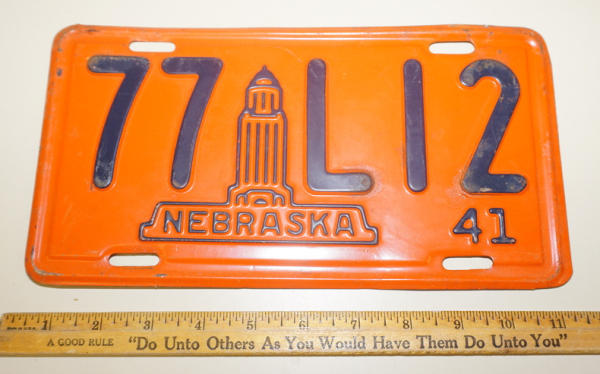 77 L12
NEBRASKA
41
1 2 3 4 5 6 7 8 9 10 11
A GOOD RULE "Do Unto Others As You Would Have Them Do Unto You"